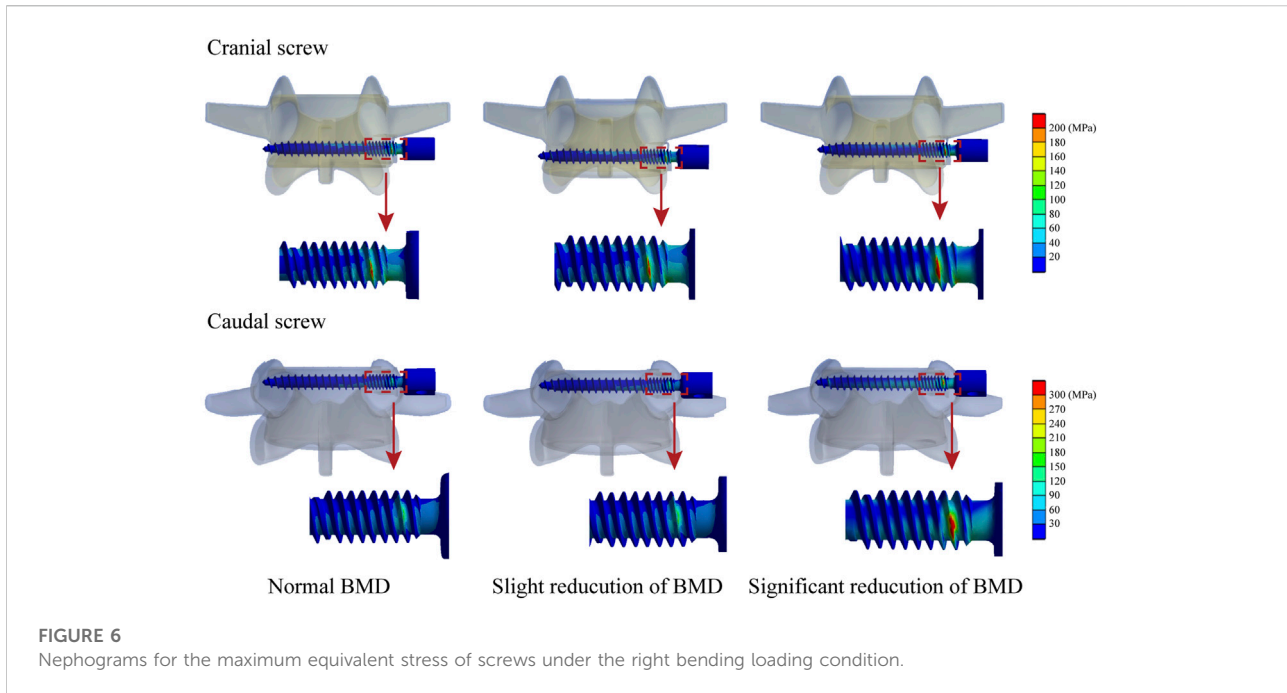 Cranial screw
200 (MPa)
180
160
140
120
100
80
60
40
20
Caudal screw
300 (MPa)
270
240
210
180
150
120
90
60
30
Normal BMD
Slight reducution of BMD
Significant reducution of BMD
FIGURE 6
Nephograms for the maximum equivalent stress of screws under the right bending loading condition.